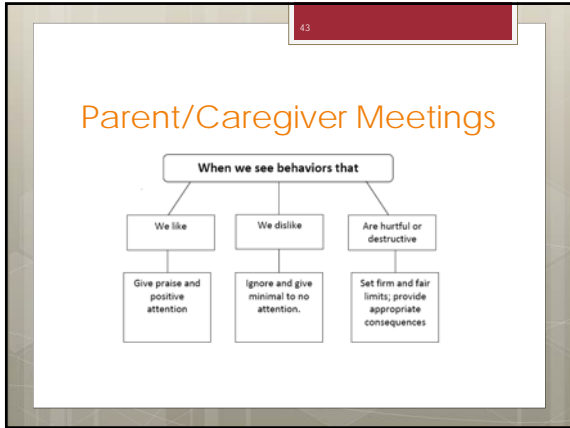 43
Parent/Caregiver Meetings
When we see behaviors that
We like
We dislike
Are hurtful or
destructive
Give praise and
positive
attention
Ignore and give
minimal to no
attention.
Set firm and fair
limits; provide
appropriate
consequences